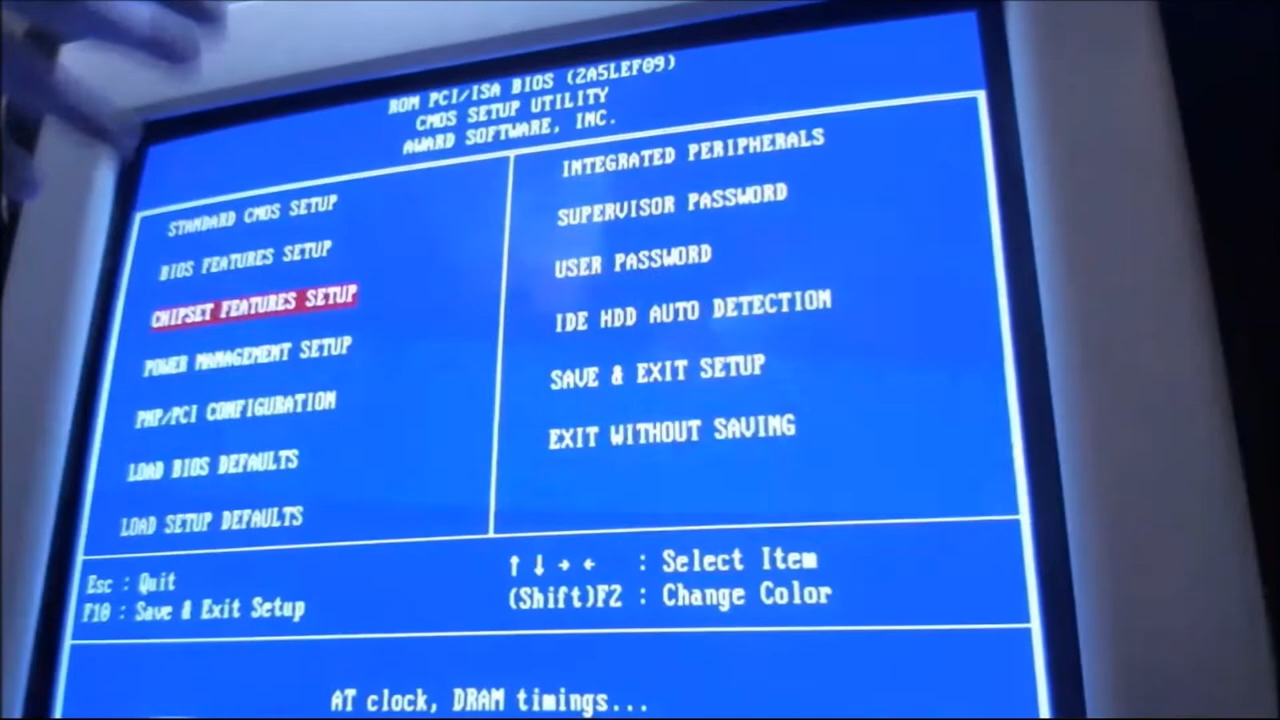 ROM PCI/ISA BIOS (2A5LEF09)
CMOS SETUP UTILITY
AWARD SOFTWARE, INC.
STANDARD CMOS SETUP
BIOS FEATURES SETUP
CHIPSET FEATURES SETUP
POWER MANAGEMENT SETUP
PNP/PCI CONFIGURATION
LOAD BIOS DEFAULTS
LOAD SETUP DEFAULTS
INTEGRATED PERIPHERALS
SUPERVISOR PASSWORD
USER PASSWORD
IDE HDD AUTO DETECTION
SAVE & EXIT SETUP
EXIT WITHOUT SAVING
Esc : Quit
F10 : Save & Exit Setup
↑ ↓ → ← : Select Item
(Shift)F2 : Change Color
AT clock, DRAM timings...